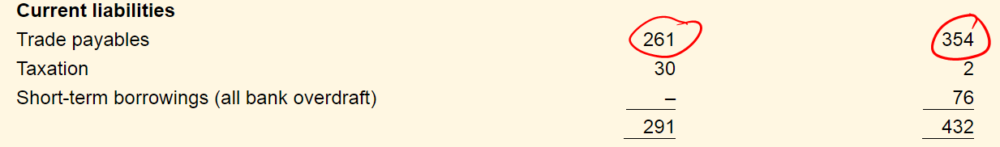 Current liabilities
Trade payables 261 354
Taxation 30 2
Short-term borrowings (all bank overdraft) – 76
291 432